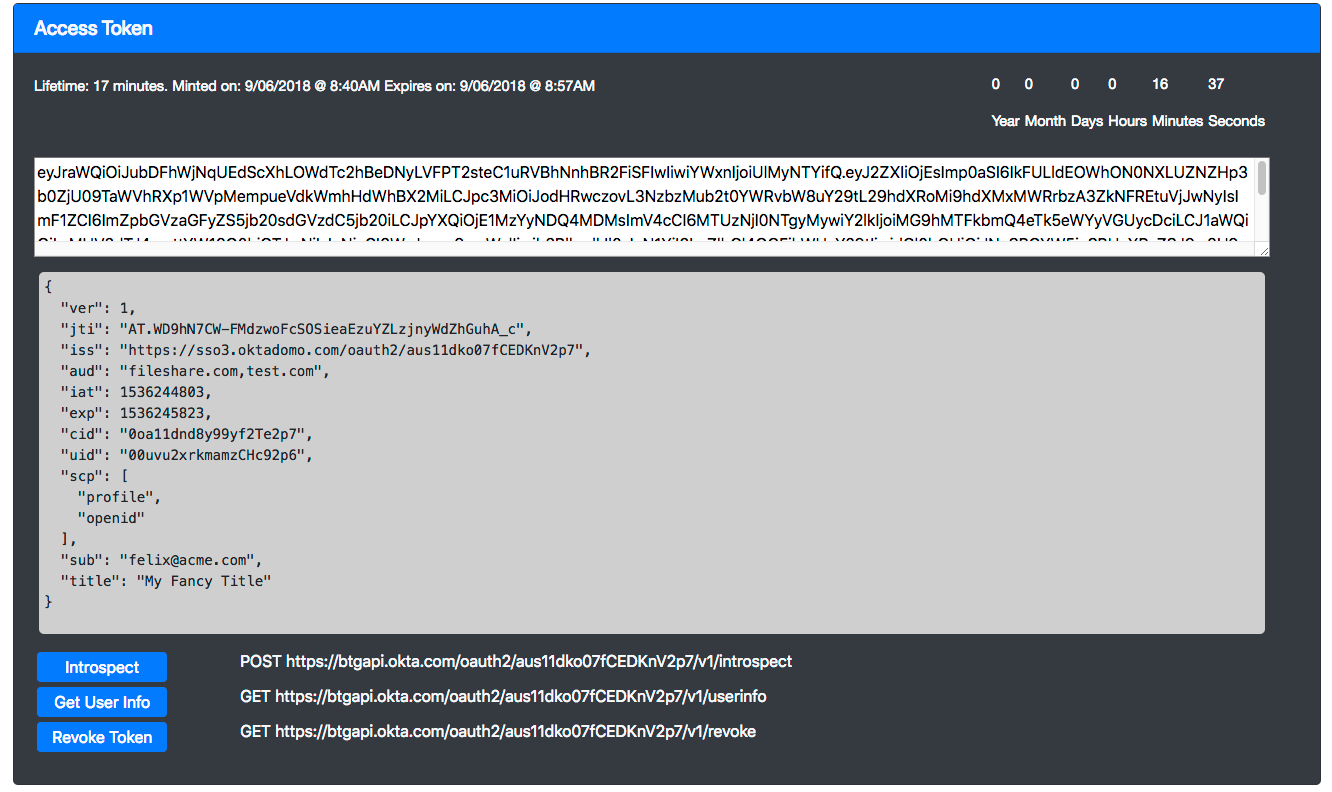 Access Token
Lifetime: 17 minutes. Minted on: 9/06/2018 @ 8:40AM Expires on: 9/06/2018 @ 8:57AM
0 0 0 0 16 37
Year Month Days Hours Minutes Seconds
eyJraWQiOiJubDFhWjNqUEdScXhLOWdTc2hBeDNyLVFPT2steC1uRVBhNnhBR2FiSFIwIiwiYWxnIjoiUlMyNTYifQ.eyJ2ZXIiOjEsImp0aSI6IkFULldEOWhON0NXLUZNZHp3
b0ZjU09TaWVhRXp1WVpMempueVdkWmhHdWhBX2MiLCJpc3MiOiJodHRwczovL3NzbzMub2t0YWRvbW8uY29tL29hdXRoMi9hdXMxMWRrbzA3ZkNFREtuVjJwNyIsI
mF1ZCI6ImZpbGVzaGFyZS5jb20sdGVzdC5jb20iLCJpYXQiOjE1MzYyNDQ4MDMsImV4cCI6MTUzNjI0NTgyMywiY2lkIjoiMG9hMTFkbmQ4eTk5eWYyVGUycDciLCJ1aWQi
{
"ver": 1,
"jti": "AT.WD9hN7CW-FMdzwoFcSOSieaEzuYZLzjnyWdZhGuhA_c",
"iss": "https://sso3.oktadomo.com/oauth2/aus11dko07fCEDKnV2p7",
"aud": "fileshare.com,test.com",
"iat": 1536244803,
"exp": 1536245823,
"cid": "0oa11dnd8y99yf2Te2p7",
"uid": "00uvu2xrkmamzCHc92p6",
"scp": [
"profile",
"openid"
],
"sub": "felix@acme.com",
"title": "My Fancy Title"
}
Introspect POST https://btgapi.okta.com/oauth2/aus11dko07fCEDKnV2p7/v1/introspect
Get User Info GET https://btgapi.okta.com/oauth2/aus11dko07fCEDKnV2p7/v1/userinfo
Revoke Token GET https://btgapi.okta.com/oauth2/aus11dko07fCEDKnV2p7/v1/revoke